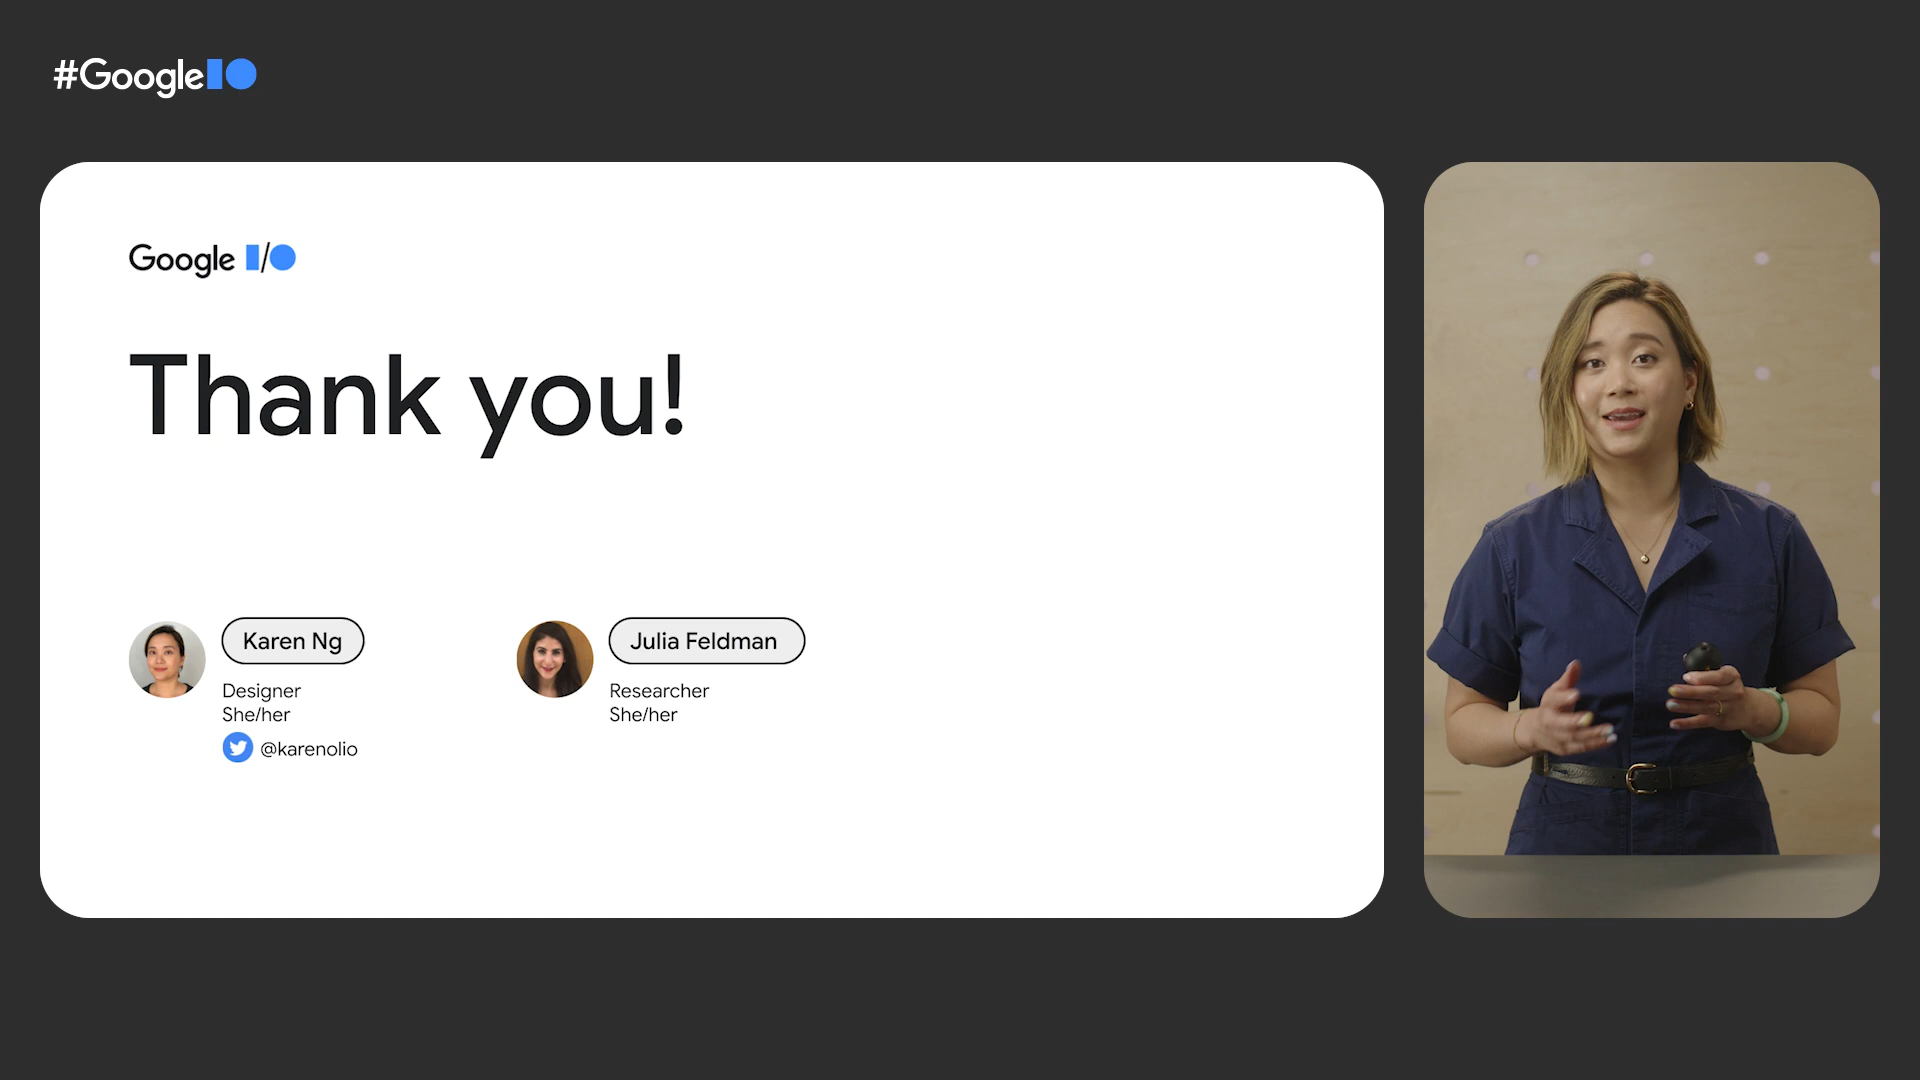 #GoogleIO
Google I/O
Thank you!
Karen Ng
Designer
She/her
@karenolio
Julia Feldman
Researcher
She/her